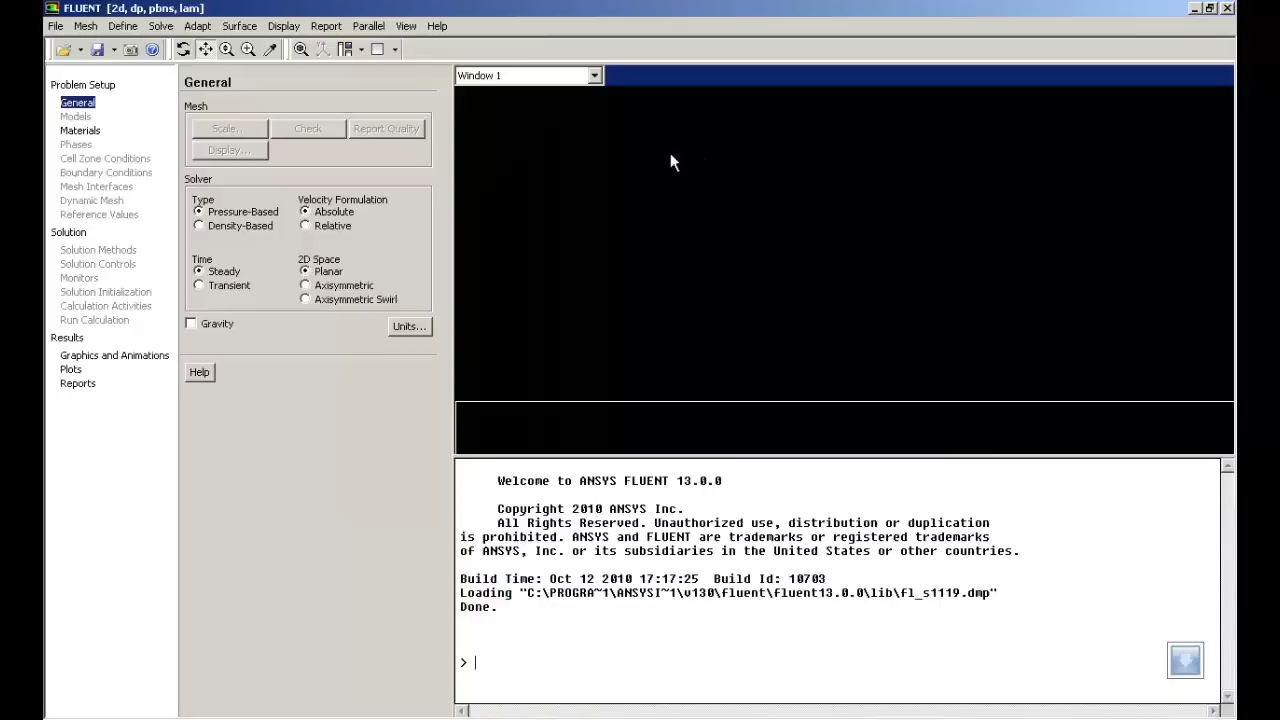 FLUENT [2d, dp, pbns, lam]
File Mesh Define Solve Adapt Surface Display Report Parallel View Help
Problem Setup
General
Models
Materials
Phases
Cell Zone Conditions
Boundary Conditions
Mesh Interfaces
Dynamic Mesh
Reference Values
Solution
Solution Methods
Solution Controls
Monitors
Solution Initialization
Calculation Activities
Run Calculation
Results
Graphics and Animations
Plots
Reports
General
Mesh
Scale... Check Report Quality
Display...
Solver
Type Velocity Formulation
Pressure-Based Absolute
Density-Based Relative
Time 2D Space
Steady Planar
Transient Axisymmetric
Axisymmetric Swirl
Gravity Units...
Help
Window 1
Welcome to ANSYS FLUENT 13.0.0
Copyright 2010 ANSYS Inc.
All Rights Reserved. Unauthorized use, distribution or duplication
is prohibited. ANSYS and FLUENT are trademarks or registered trademarks
of ANSYS, Inc. or its subsidiaries in the United States or other countries.
Build Time: Oct 12 2010 17:17:25 Build Id: 10703
Loading "C:\PROGRA~1\ANSYSI~1\v130\fluent\fluent13.0.0\lib\fl_s1119.dmp"
Done.
>